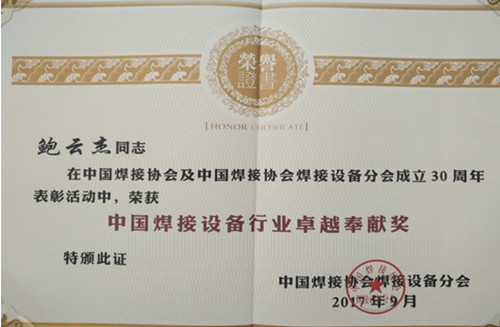 榮譽
證書
HONOR CERTIFICATE
鲍云杰同志
在中国焊接协会及中国焊接协会焊接设备分会成立30周年
表彰活动中，荣获
中国焊接设备行业卓越奉献奖
特颁此证
中国焊接协会焊接设备分会
2017年9月